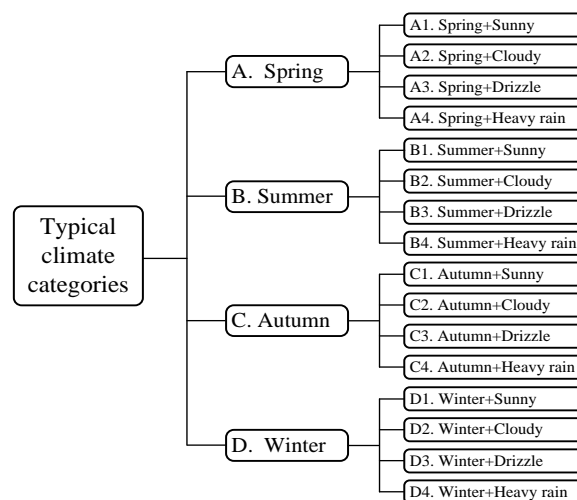 Typical
climate
categories
A. Spring
A1. Spring+Sunny
A2. Spring+Cloudy
A3. Spring+Drizzle
A4. Spring+Heavy rain
B. Summer
B1. Summer+Sunny
B2. Summer+Cloudy
B3. Summer+Drizzle
B4. Summer+Heavy rain
C. Autumn
C1. Autumn+Sunny
C2. Autumn+Cloudy
C3. Autumn+Drizzle
C4. Autumn+Heavy rain
D. Winter
D1. Winter+Sunny
D2. Winter+Cloudy
D3. Winter+Drizzle
D4. Winter+Heavy rain